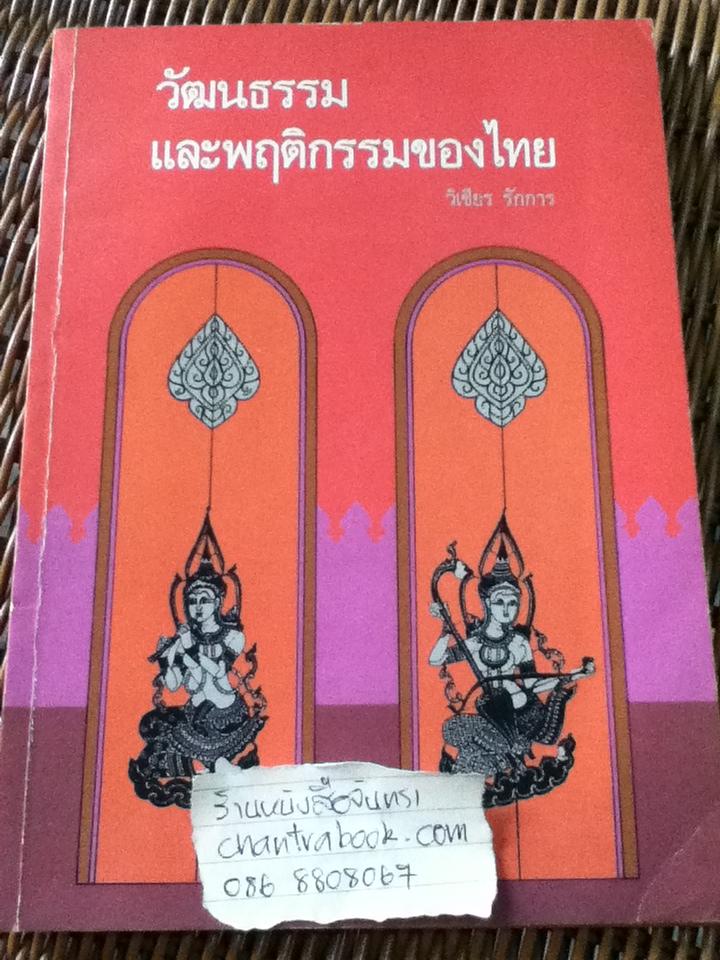 วัฒนธรรม
และพฤติกรรมของไทย
วิเชียร รักการ
ร้านหนังสือจันทรา
chantrabook.com
086 8808067